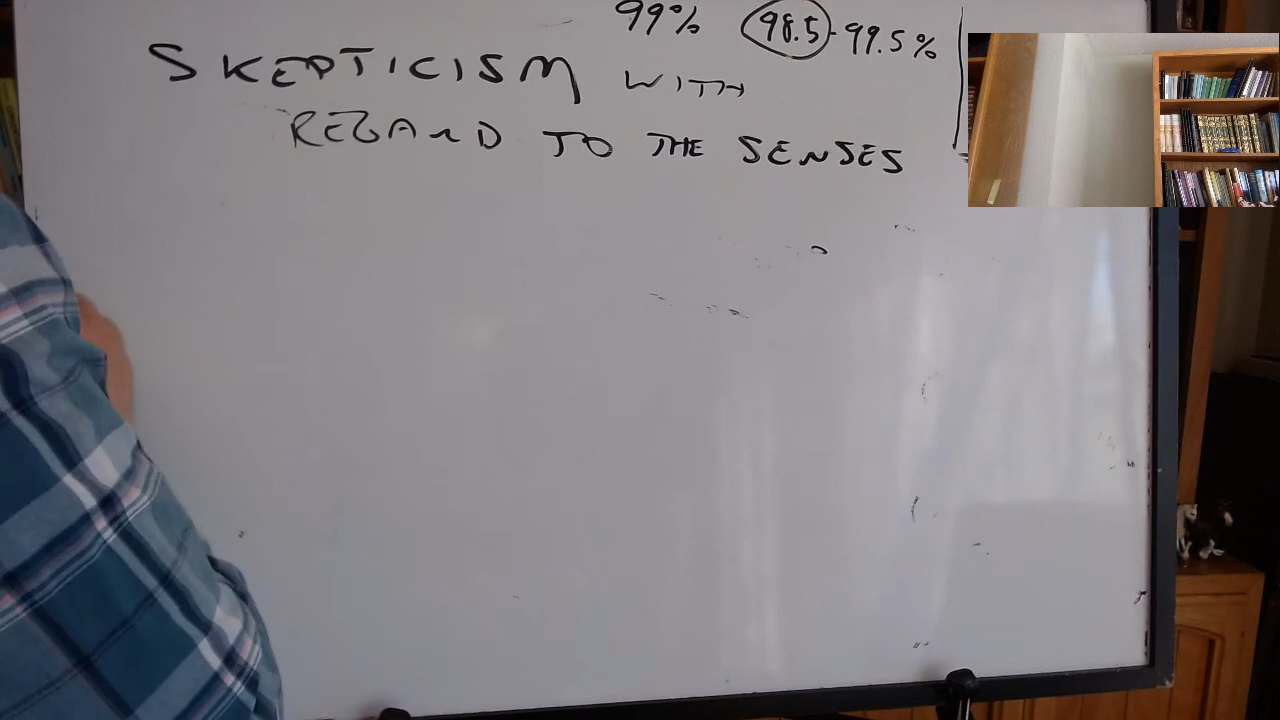 99% 98.5-99.5%
SKEPTICISM WITH
REGARD TO THE SENSES